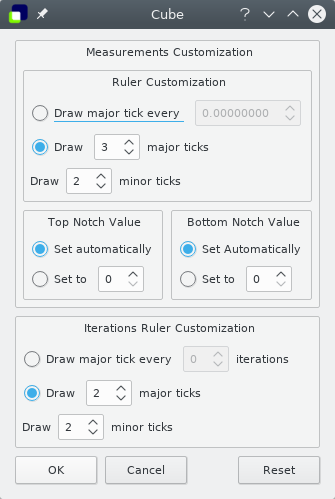 Cube
Measurements Customization
Ruler Customization
Draw major tick every 0.00000000
Draw 3 major ticks
Draw 2 minor ticks
Top Notch Value
Set automatically
Set to 0
Bottom Notch Value
Set Automatically
Set to 0
Iterations Ruler Customization
Draw major tick every 0 iterations
Draw 2 major ticks
Draw 2 minor ticks
OK Cancel Reset